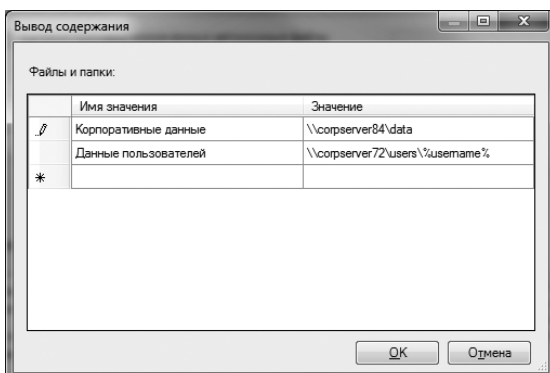 Вывод содержания
Файлы и папки:
Имя значения Значение
Корпоративные данные \\corpserver84\data
Данные пользователей \\corpserver72\users\%username%
OK Отмена